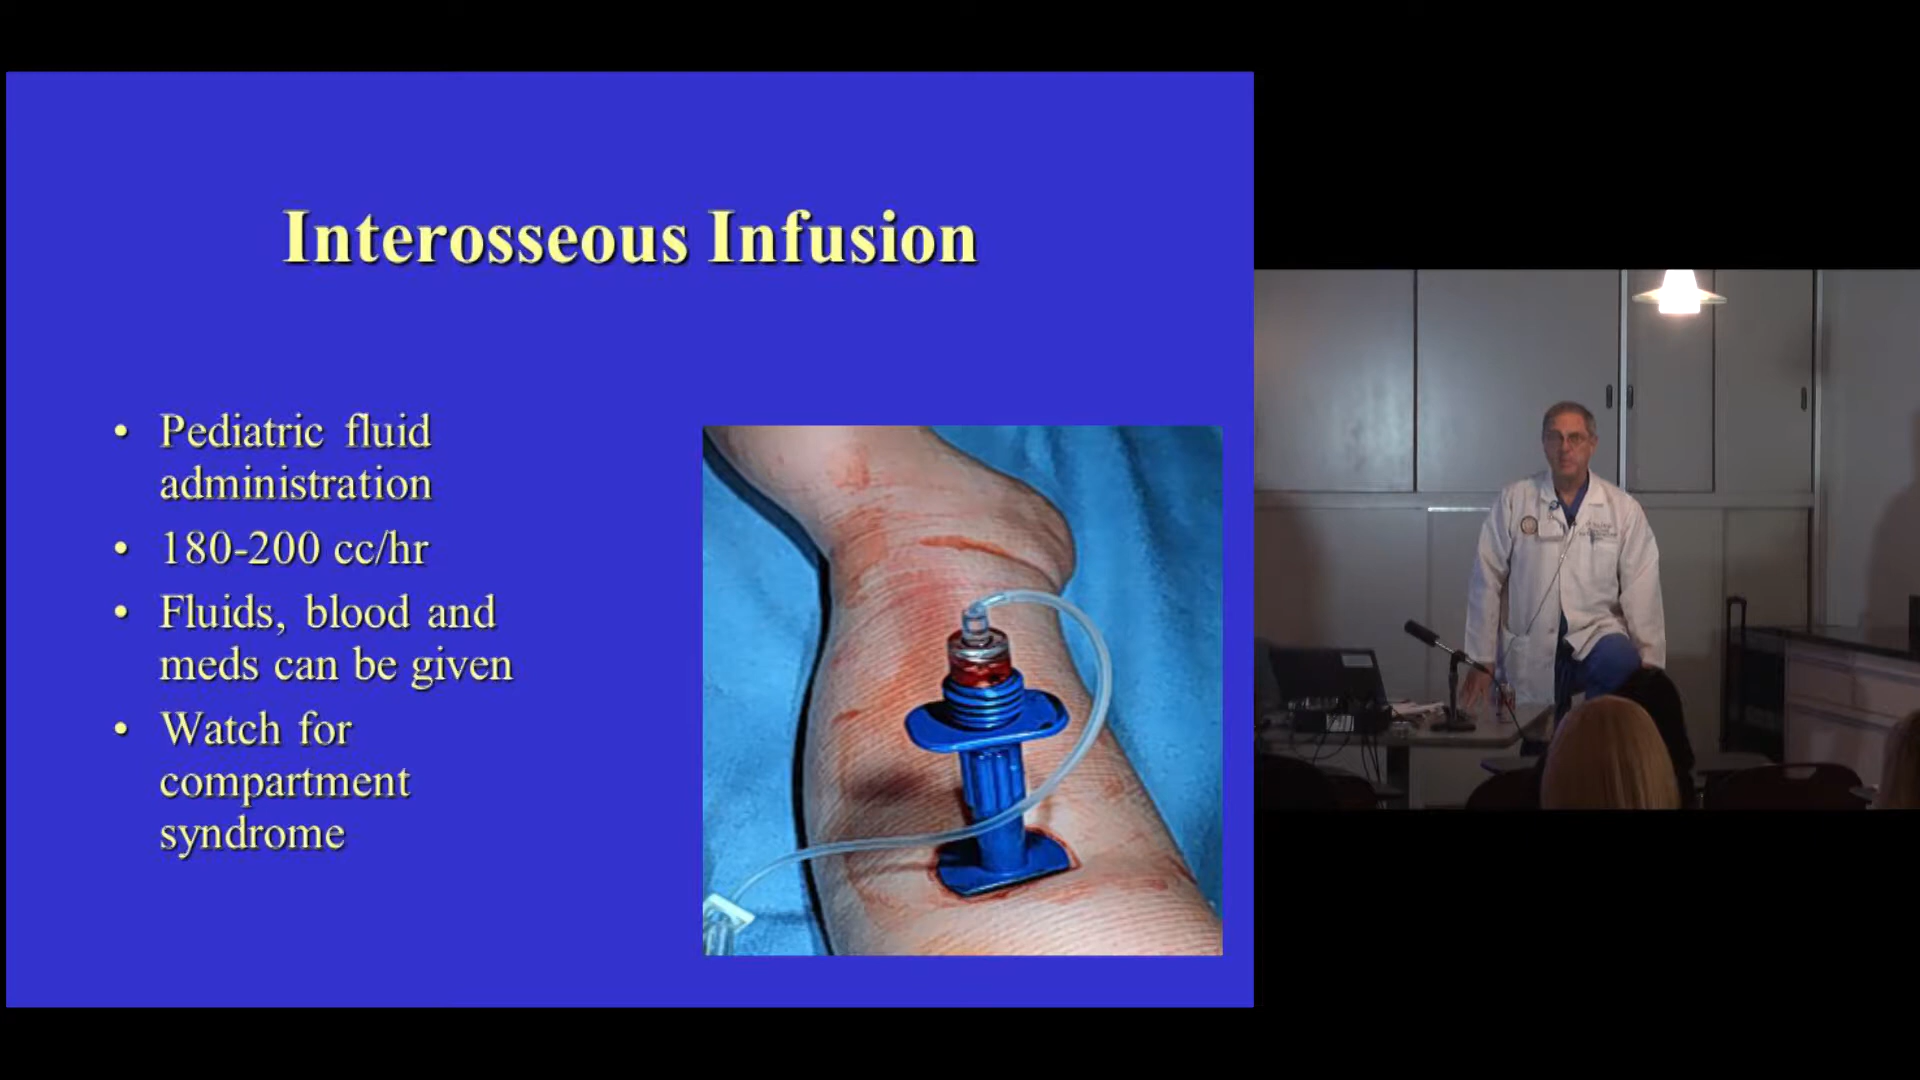 Interosseous Infusion
• Pediatric fluid
administration
• 180-200 cc/hr
• Fluids, blood and
meds can be given
• Watch for
compartment
syndrome